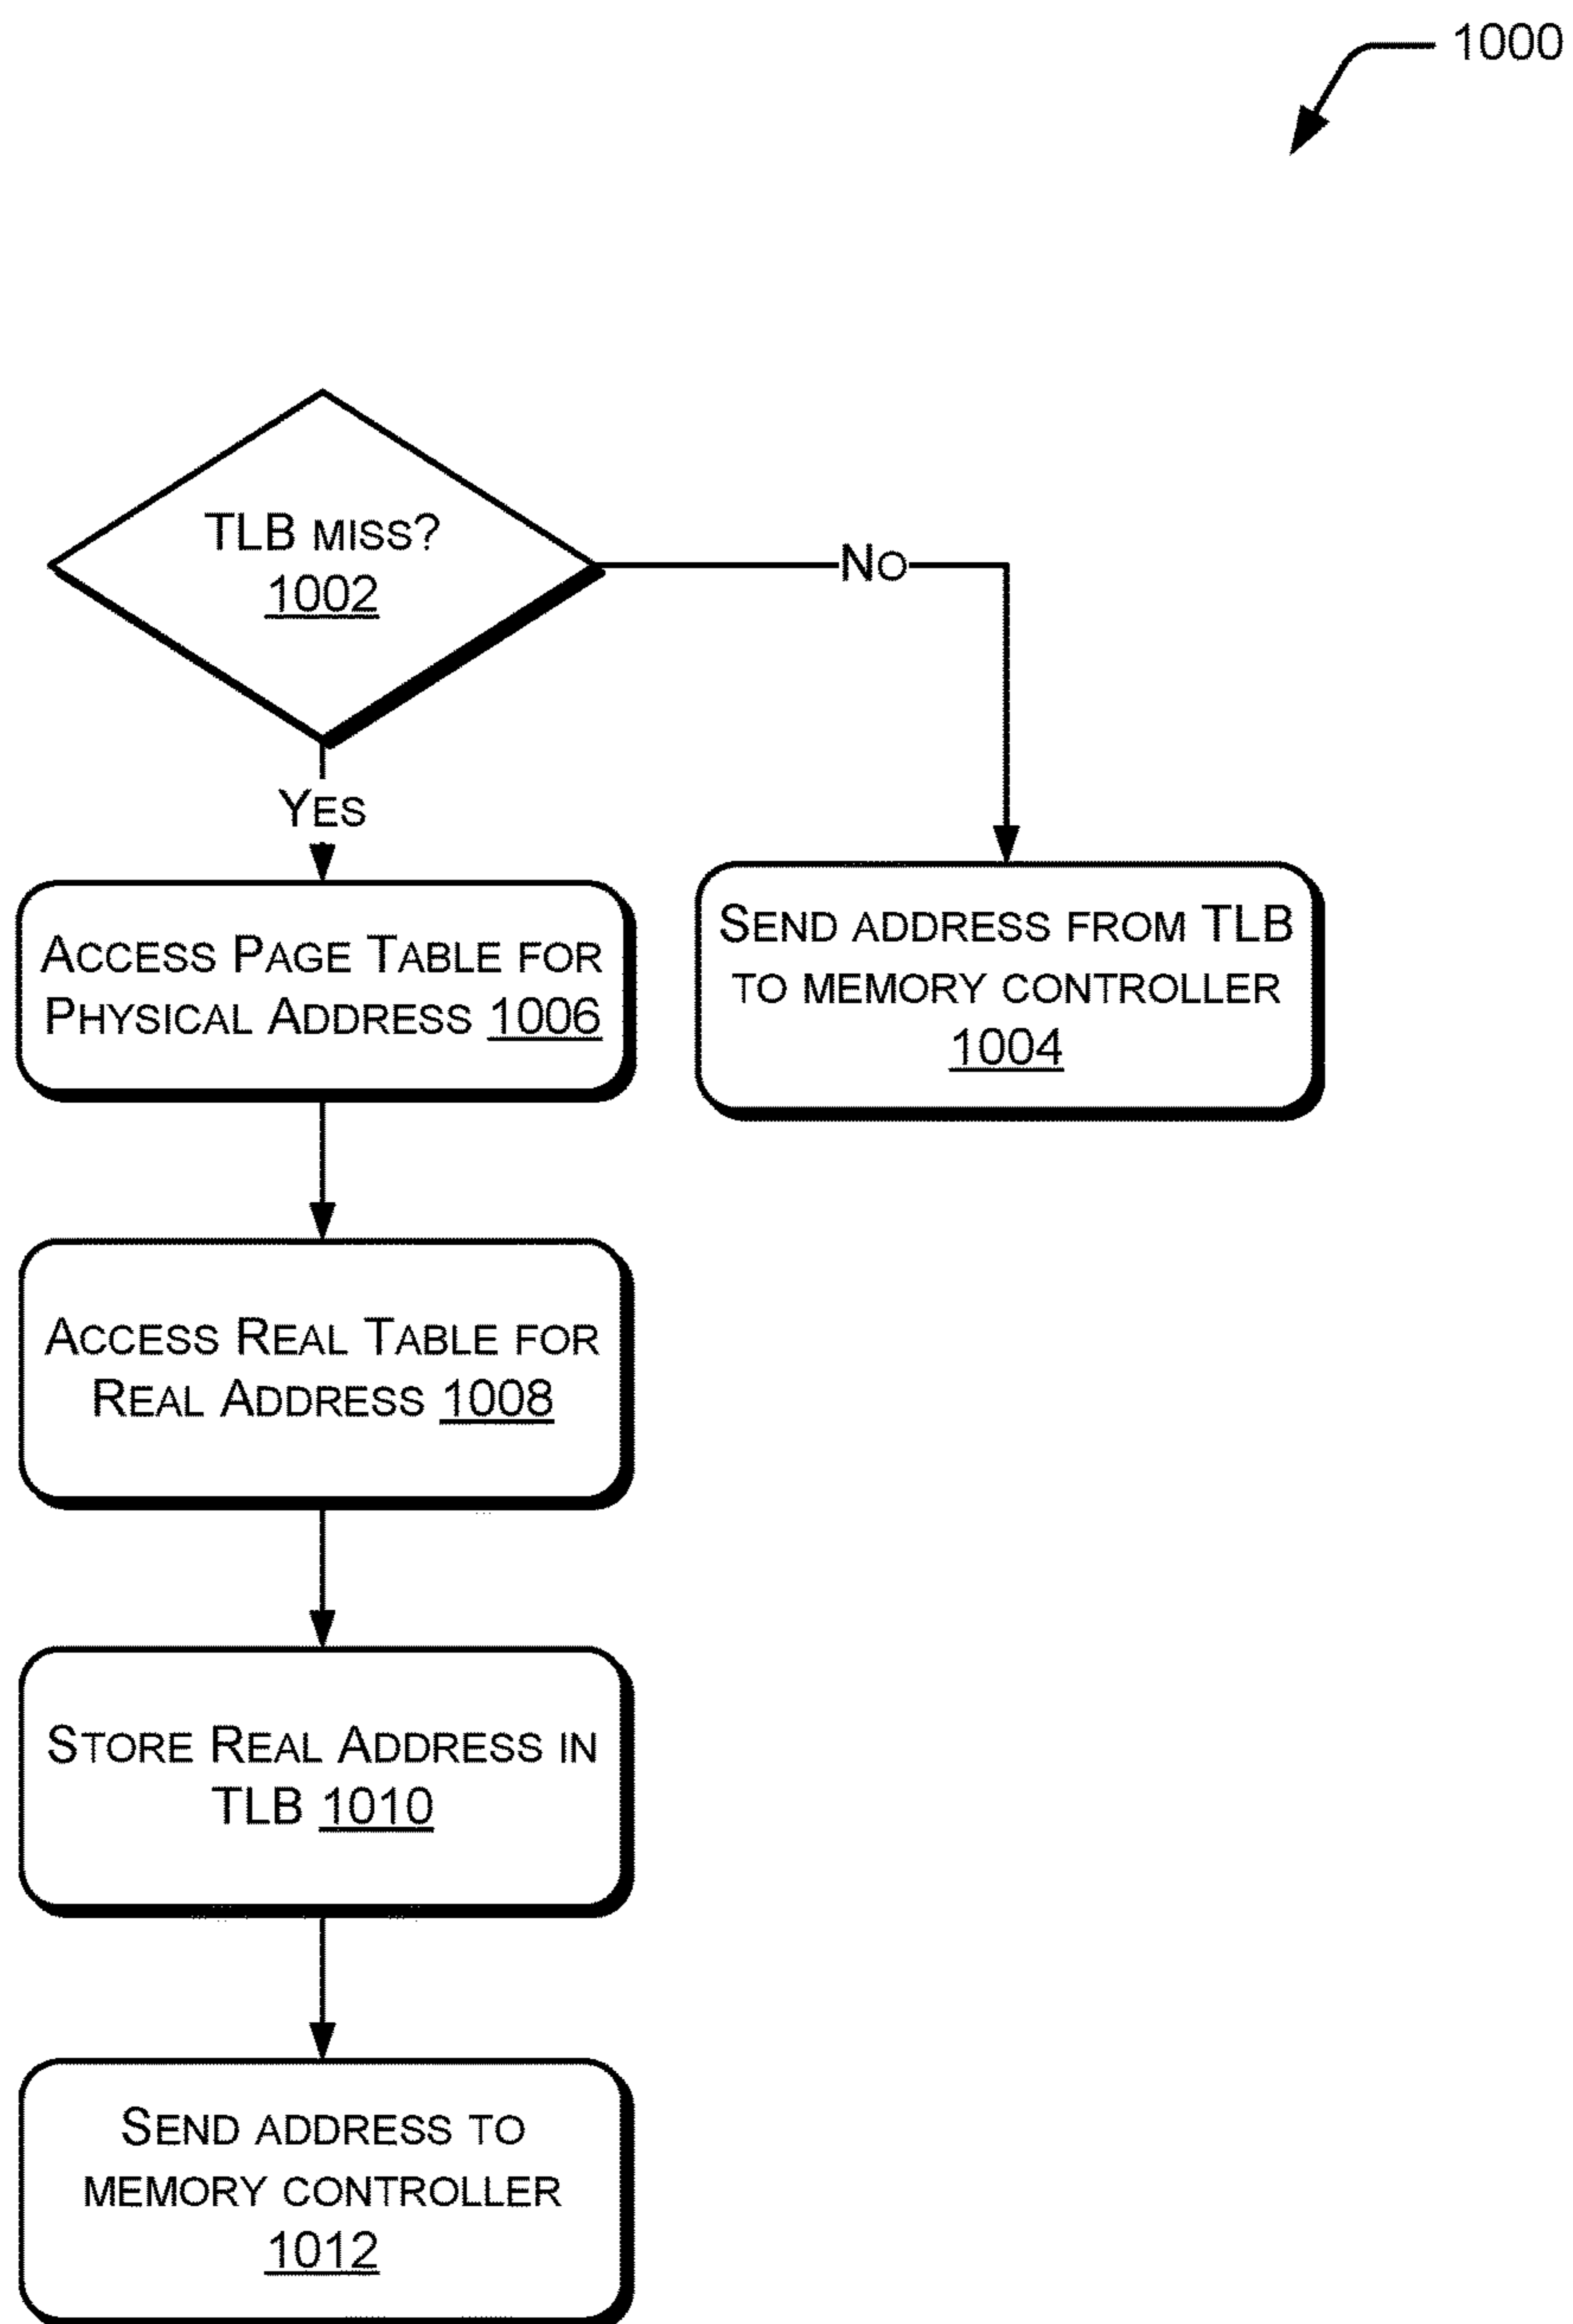 1000
TLB MISS?
1002
NO
YES
ACCESS PAGE TABLE FOR
PHYSICAL ADDRESS 1006
SEND ADDRESS FROM TLB
TO MEMORY CONTROLLER
1004
ACCESS REAL TABLE FOR
REAL ADDRESS 1008
STORE REAL ADDRESS IN
TLB 1010
SEND ADDRESS TO
MEMORY CONTROLLER
1012